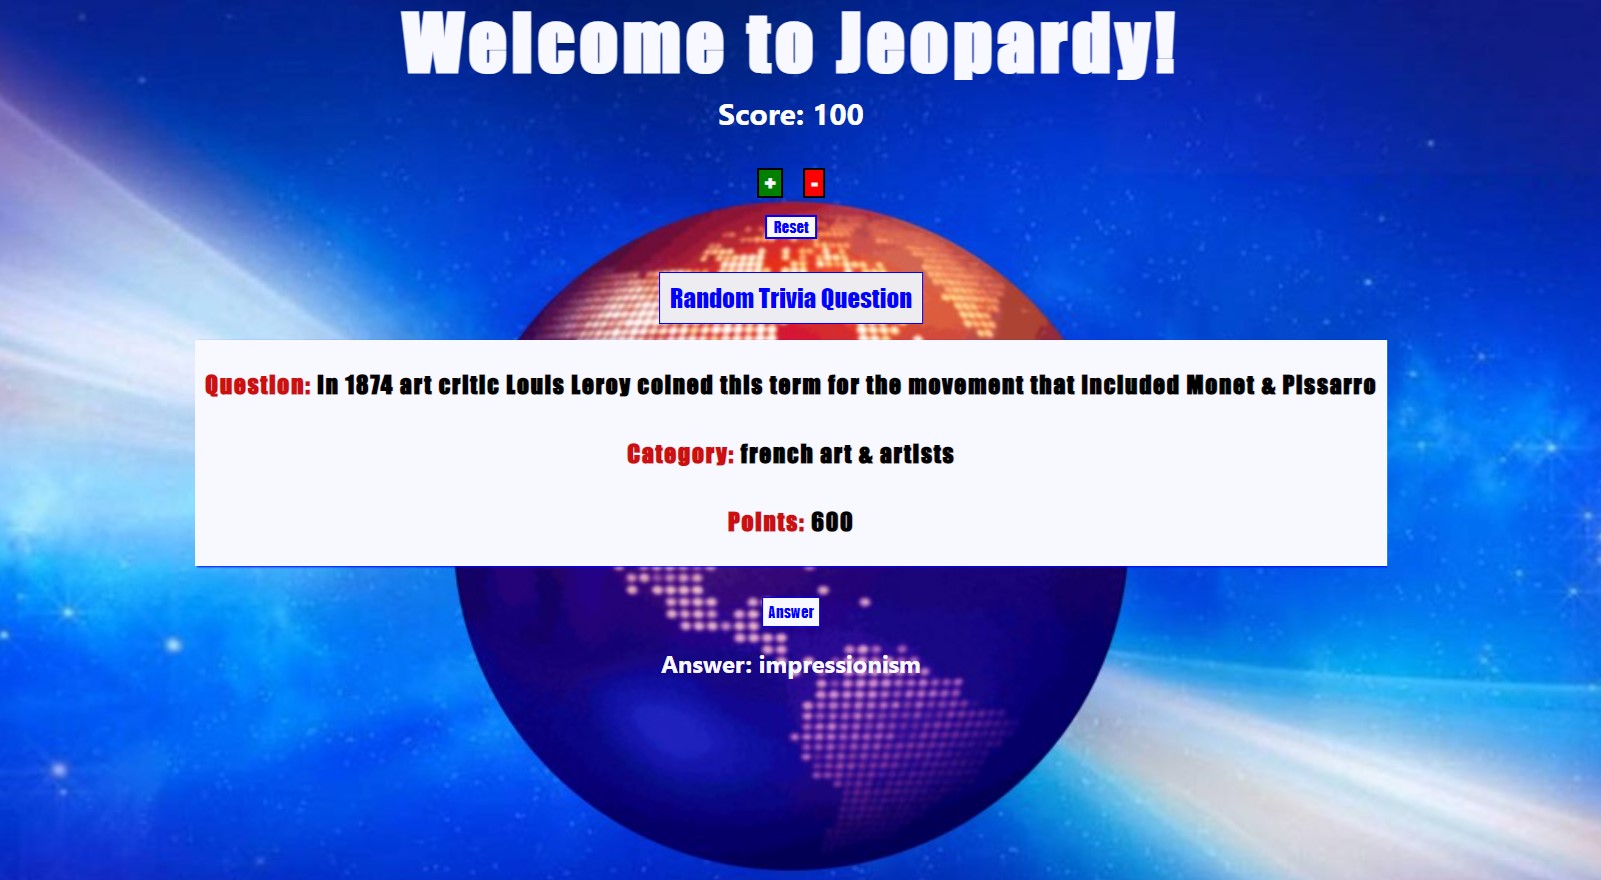 Welcome to Jeopardy!
Score: 100
+ -
Reset
Random Trivia Question
Question: In 1874 art critic Louis Leroy coined this term for the movement that included Monet & Pissarro
Category: french art & artists
Points: 600
Answer
Answer: impressionism